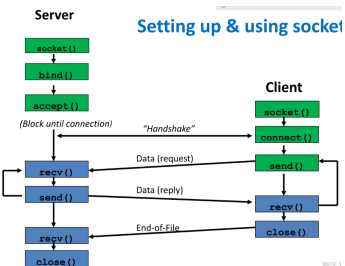 Server
Setting up & using socket
socket()
bind()
accept()
(Block until connection)
Client
socket()
"Handshake"
connect()
Data (request)
send()
recv()
Data (reply)
send()
recv()
End-of-File
close()
recv()
close()